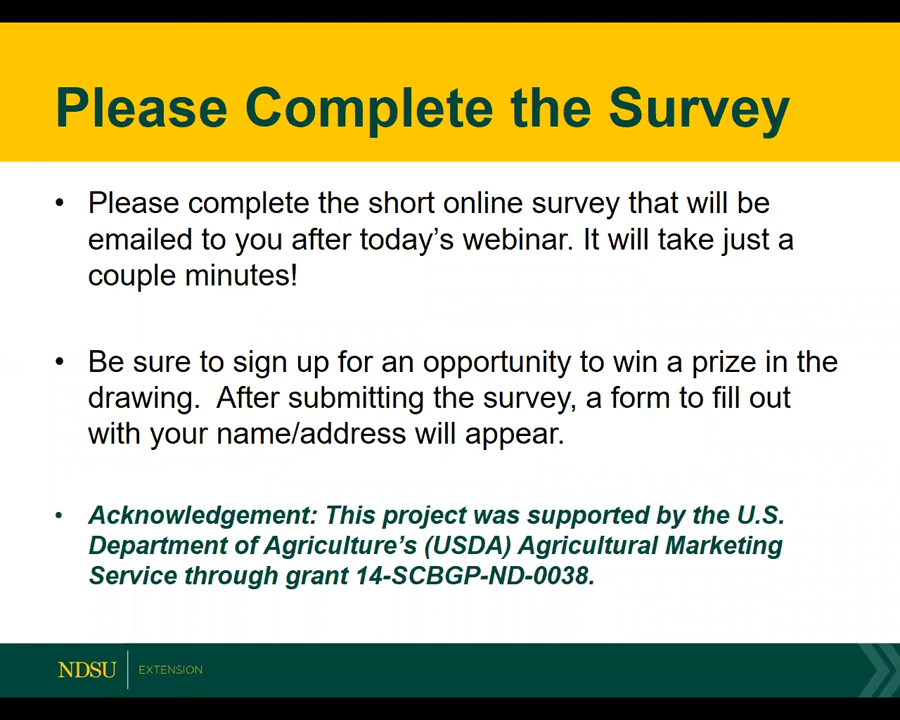 Please Complete the Survey
• Please complete the short online survey that will be
emailed to you after today’s webinar. It will take just a
couple minutes!
• Be sure to sign up for an opportunity to win a prize in the
drawing.  After submitting the survey, a form to fill out
with your name/address will appear.
• Acknowledgement: This project was supported by the U.S.
Department of Agriculture’s (USDA) Agricultural Marketing
Service through grant 14-SCBGP-ND-0038.
NDSU EXTENSION